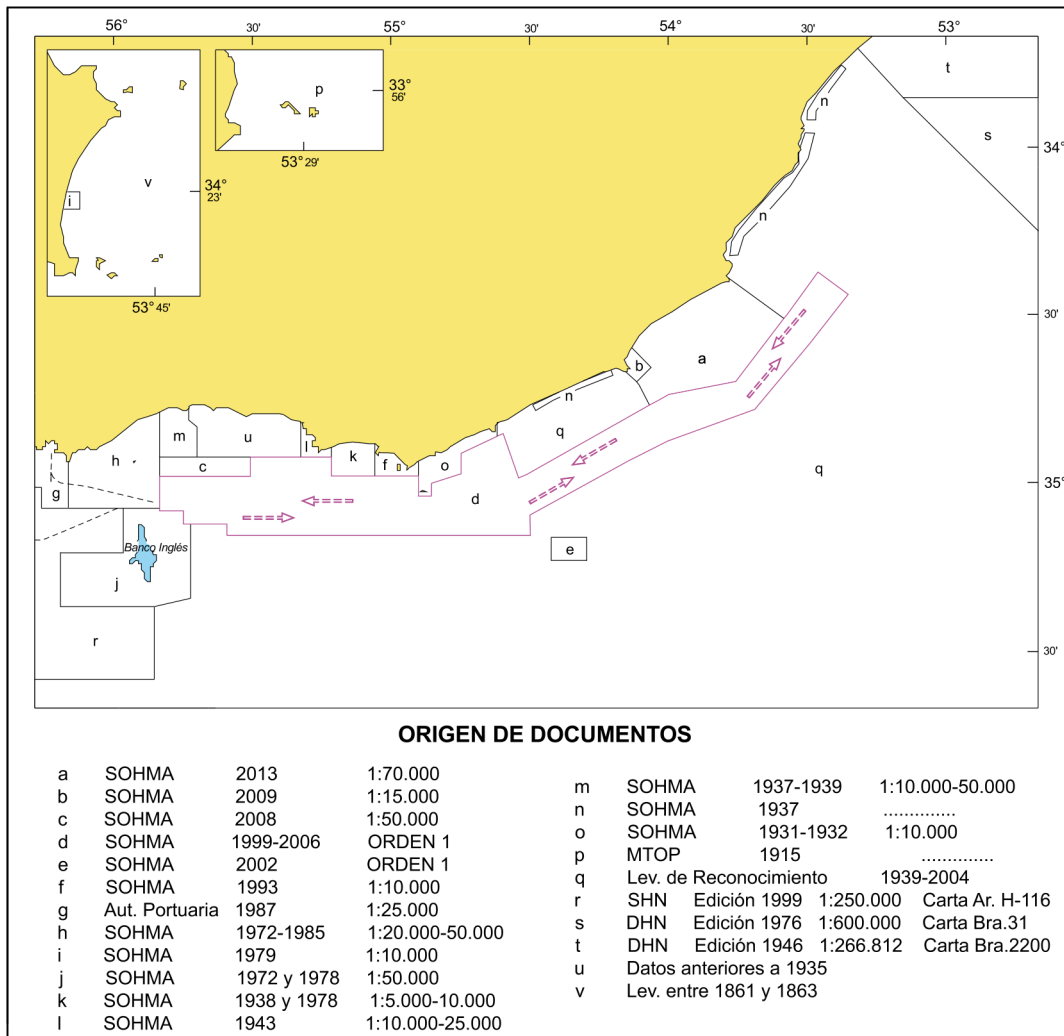 56°
30'
55°
30'
54°
30'
53°
p
33°
56'
53° 29'
v
i
34°
23'
53° 45'
t
s
n
34°
n
30'
a
b
n
q
m
u
l
k
f
o
h
c
g
d
q
35°
e
Banco Inglés
j
r
30'
ORIGEN DE DOCUMENTOS
a SOHMA 2013 1:70.000
b SOHMA 2009 1:15.000
c SOHMA 2008 1:50.000
d SOHMA 1999-2006 ORDEN 1
e SOHMA 2002 ORDEN 1
f SOHMA 1993 1:10.000
g Aut. Portuaria 1987 1:25.000
h SOHMA 1972-1985 1:20.000-50.000
i SOHMA 1979 1:10.000
j SOHMA 1972 y 1978 1:50.000
k SOHMA 1938 y 1978 1:5.000-10.000
l SOHMA 1943 1:10.000-25.000
m SOHMA 1937-1939 1:10.000-50.000
n SOHMA 1937 ..............
o SOHMA 1931-1932 1:10.000
p MTOP 1915 ..............
q Lev. de Reconocimiento 1939-2004
r SHN Edición 1999 1:250.000 Carta Ar. H-116
s DHN Edición 1976 1:600.000 Carta Bra.31
t DHN Edición 1946 1:266.812 Carta Bra.2200
u Datos anteriores a 1935
v Lev. entre 1861 y 1863